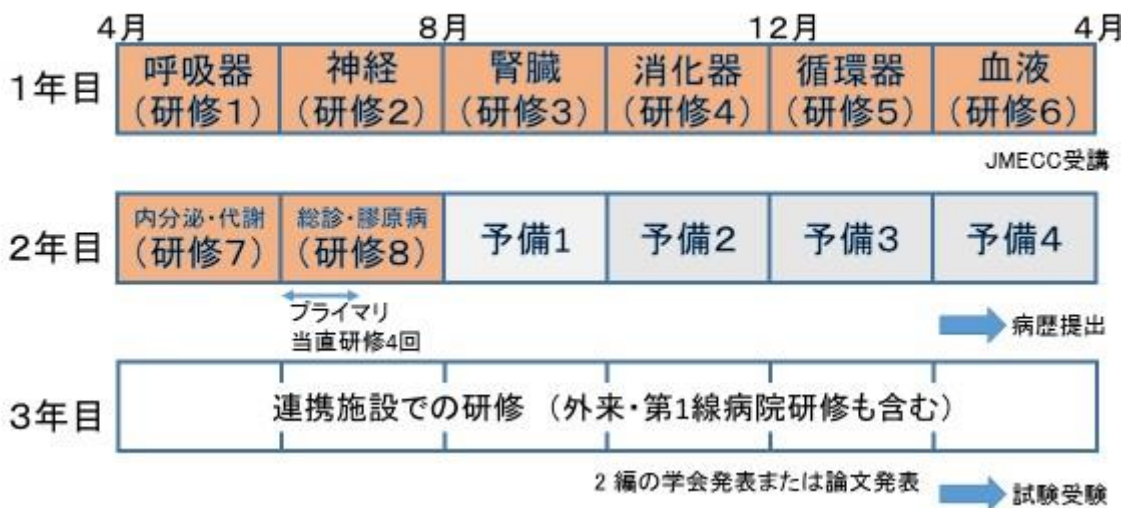 4月 8月 12月 4月
1年目
呼吸器
(研修1)
神経
(研修2)
腎臓
(研修3)
消化器
(研修4)
循環器
(研修5)
血液
(研修6)
JMECC受講
2年目
内分泌・代謝
(研修7)
総診・膠原病
(研修8)
予備1
予備2
予備3
予備4
プライマリ
当直研修4回
病歴提出
3年目
連携施設での研修 (外来・第1線病院研修も含む)
2 編の学会発表または論文発表
試験受験